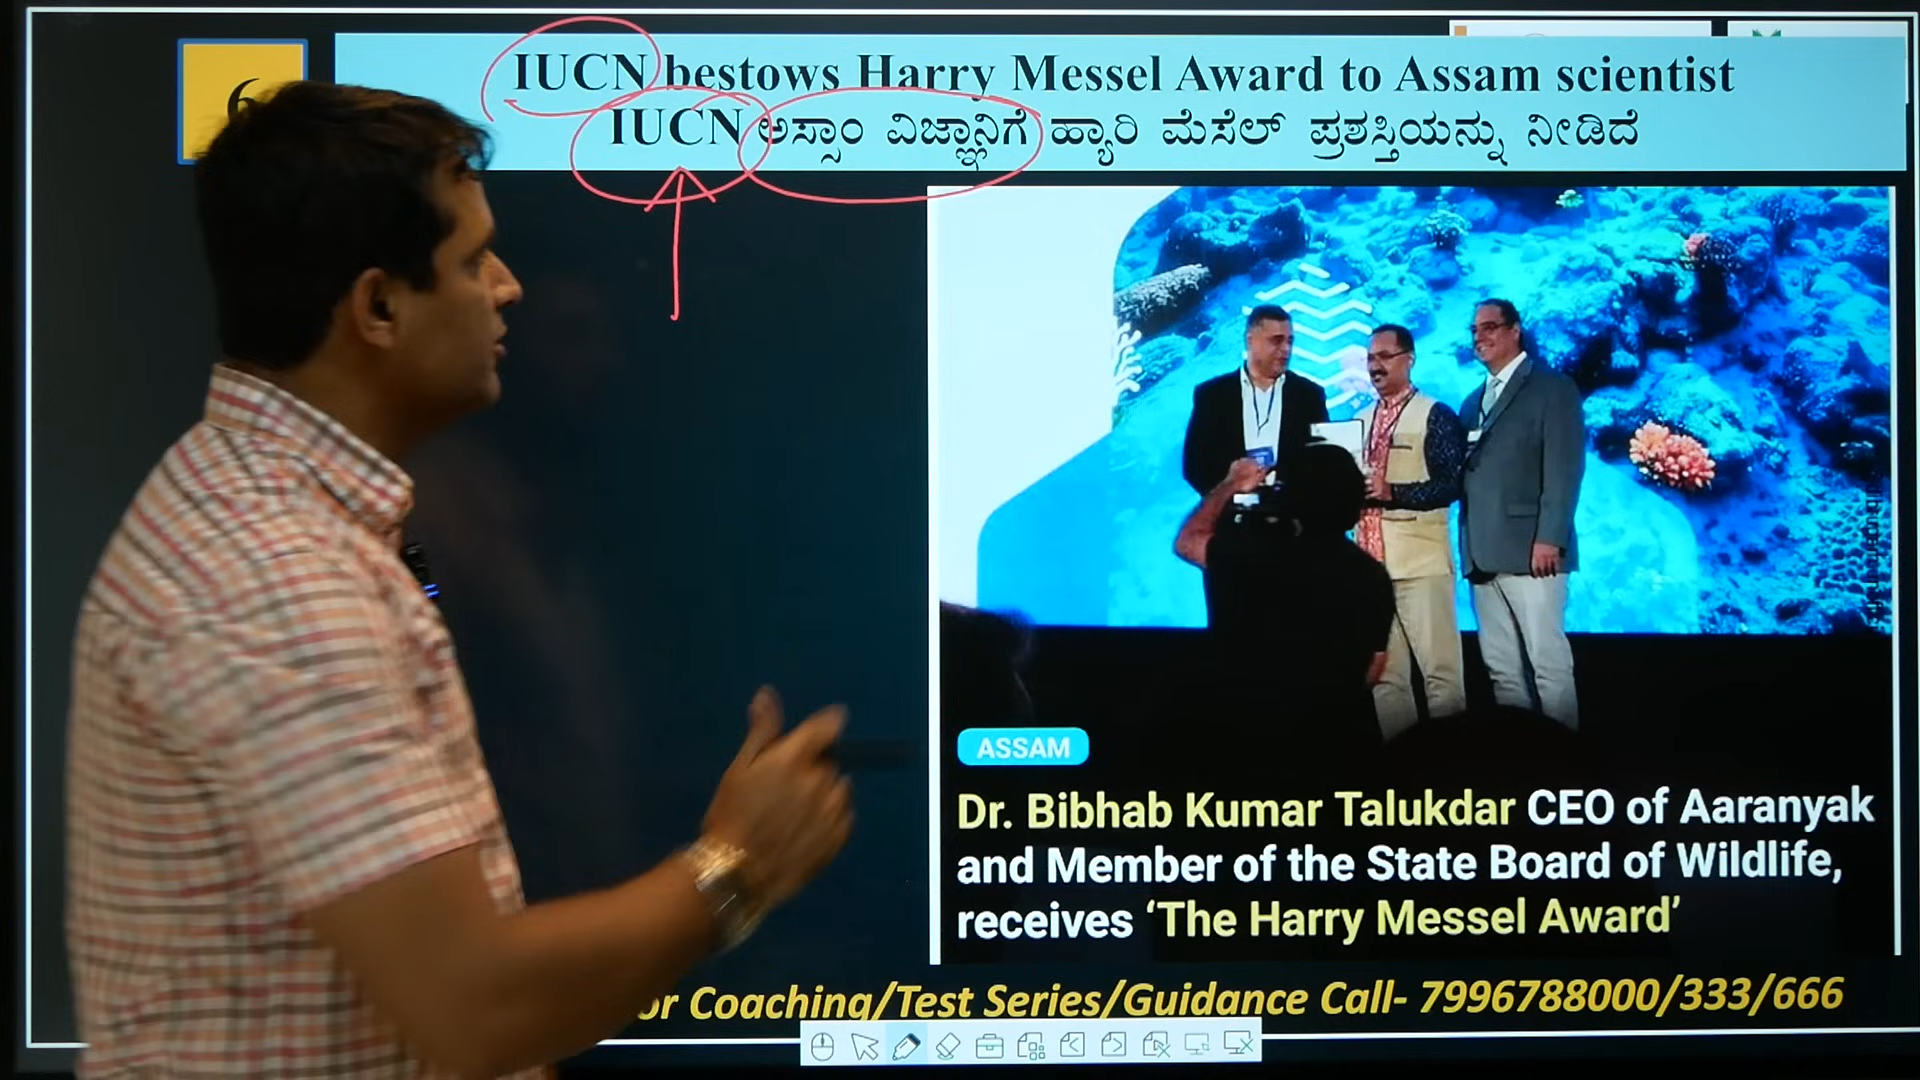 6
IUCN bestows Harry Messel Award to Assam scientist
IUCN ಅಸ್ಸಾಂ ವಿಜ್ಞಾನಿಗೆ ಹ್ಯಾರಿ ಮೆಸೆಲ್ ಪ್ರಶಸ್ತಿಯನ್ನು ನೀಡಿದೆ
ASSAM
Dr. Bibhab Kumar Talukdar CEO of Aaranyak
and Member of the State Board of Wildlife,
receives ‘The Harry Messel Award’
or Coaching/Test Series/Guidance Call- 7996788000/333/666